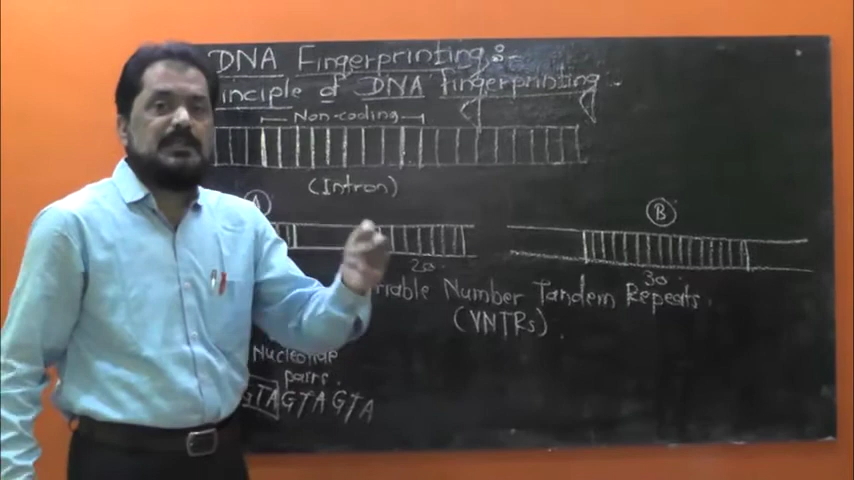 DNA Fingerprinting :-
inciple of DNA Fingerprinting
Non-coding
(Intron)
A
B
20
30
riable Number Tandem Repeats
(VNTRs)
Nucleotide
pairs.
GTAGTAGTA